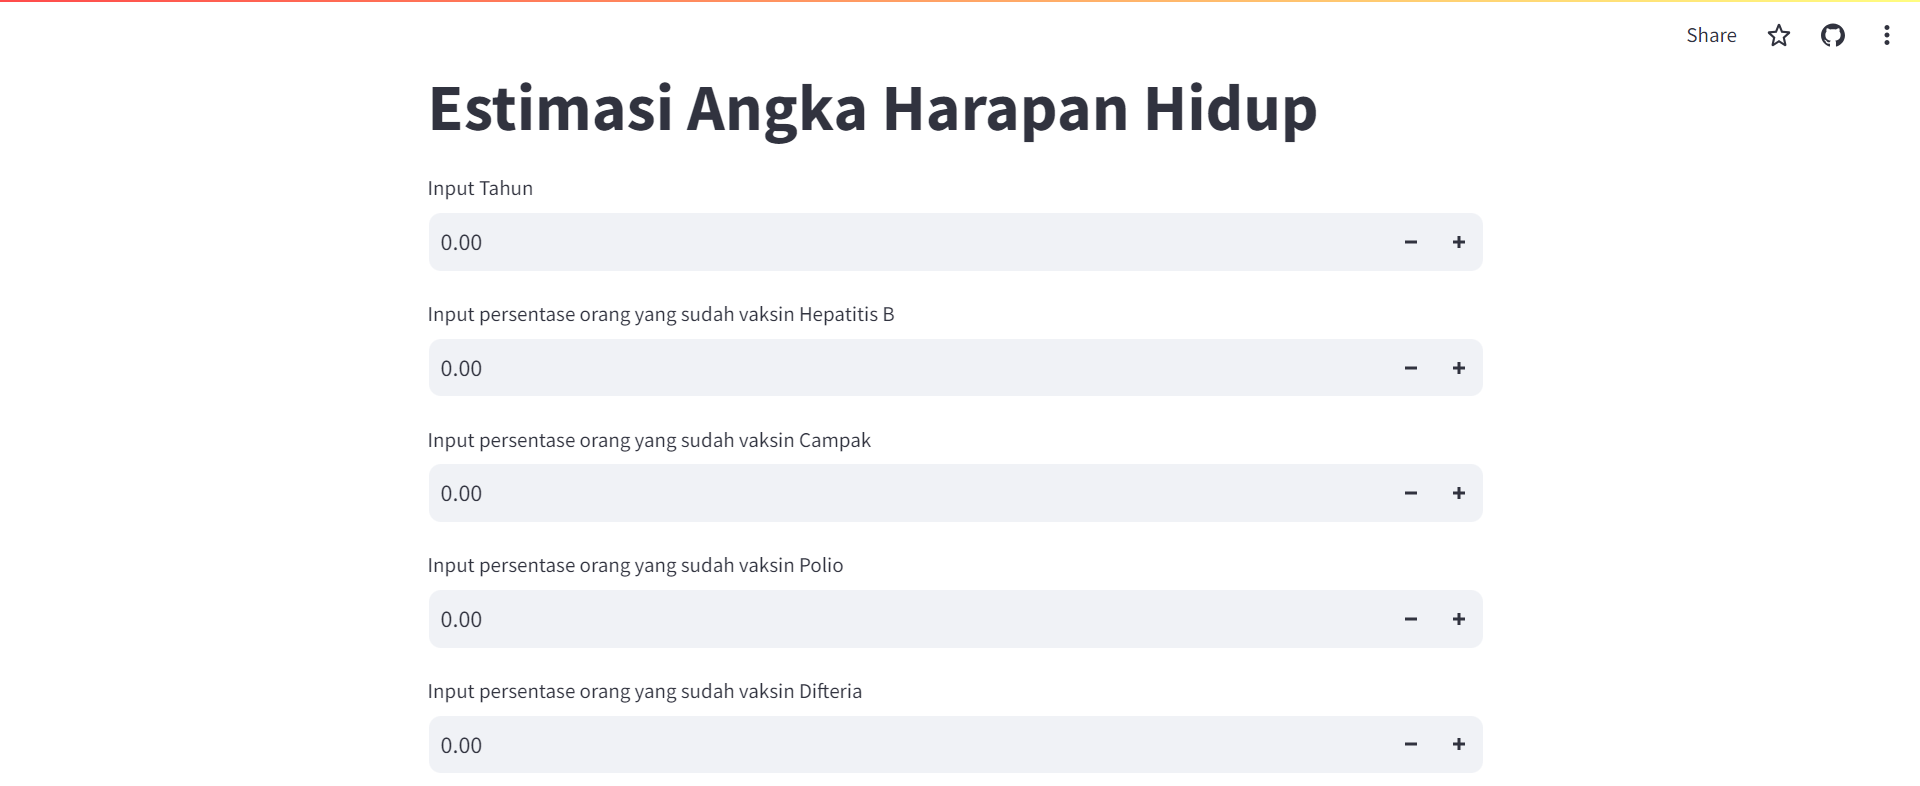 Share
Estimasi Angka Harapan Hidup
Input Tahun
0.00
Input persentase orang yang sudah vaksin Hepatitis B
0.00
Input persentase orang yang sudah vaksin Campak
0.00
Input persentase orang yang sudah vaksin Polio
0.00
Input persentase orang yang sudah vaksin Difteria
0.00